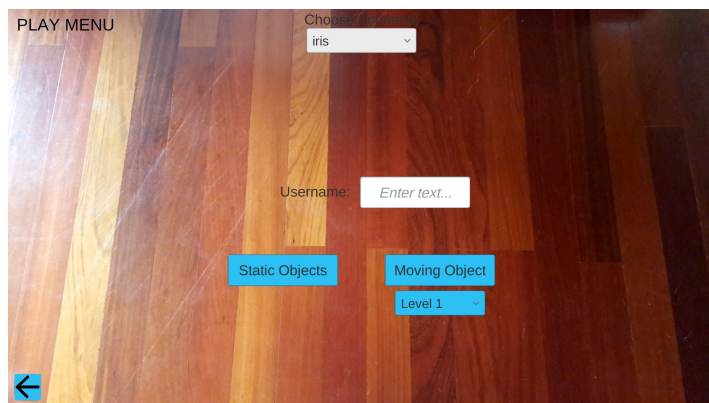 PLAY MENU
Choose
iris
Username:
Enter text...
Static Objects
Moving Object
Level 1